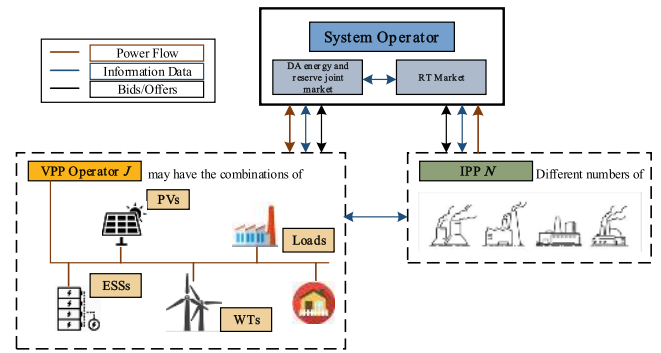 System Operator
DA energy and
reserve joint
market
RT Market
Power Flow
Information Data
Bids/Offers
VPP Operator J may have the combinations of
PVs
Loads
ESSs
WTs
IPP N Different numbers of